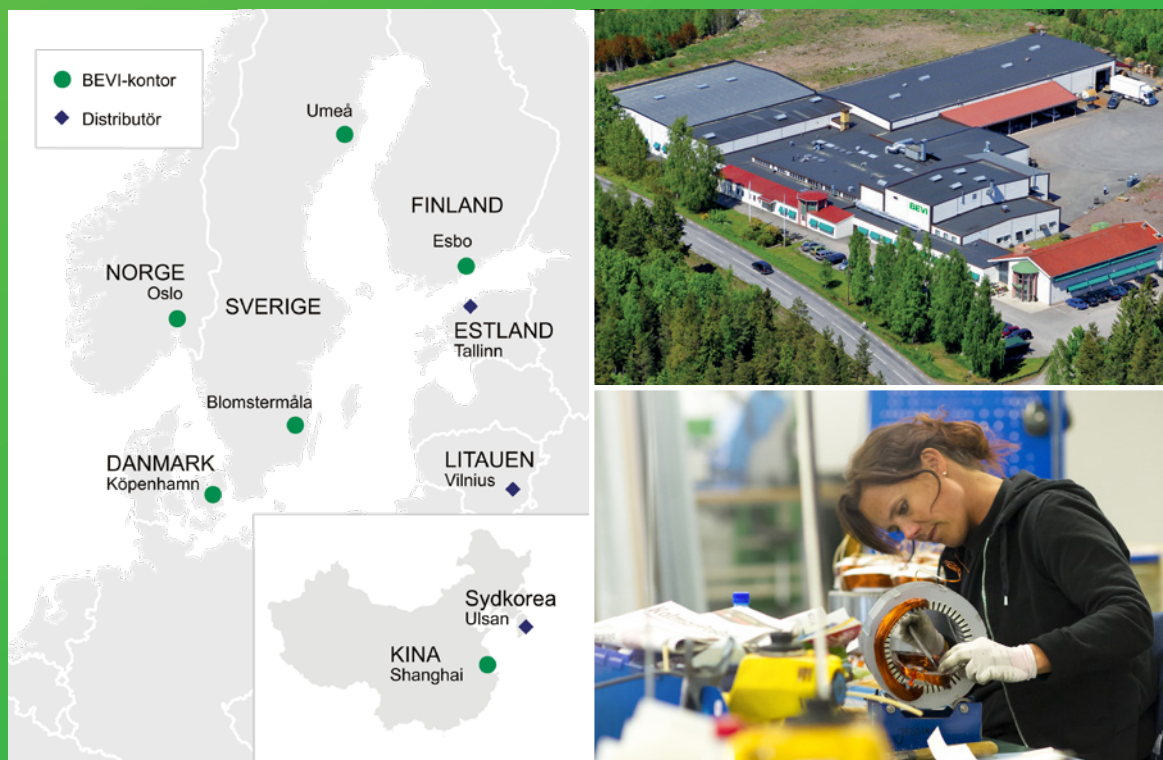 BEVI-kontor
Distributör
Umeå
FINLAND
Esbo
NORGE
Oslo
SVERIGE
ESTLAND
Tallinn
Blomstermåla
DANMARK
Köpenhamn
LITAUEN
Vilnius
Sydkorea
Ulsan
KINA
Shanghai
BEVI